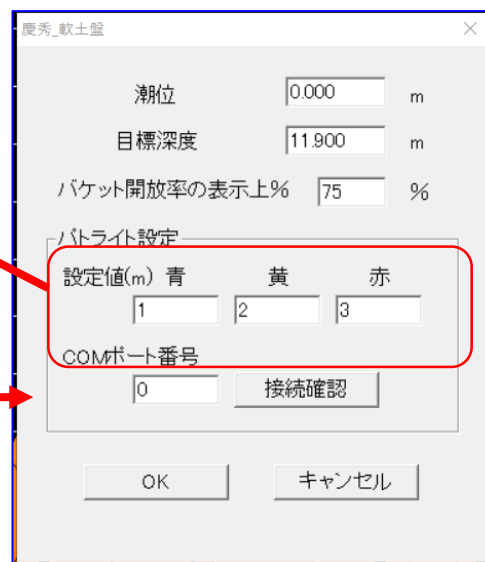 慶秀_軟土盤
潮位 0.000 m
目標深度 11.900 m
バケット開放率の表示上% 75 %
パトライト設定
設定値(m) 青 黄 赤
1 2 3
COMポート番号
0 接続確認
OK キャンセル